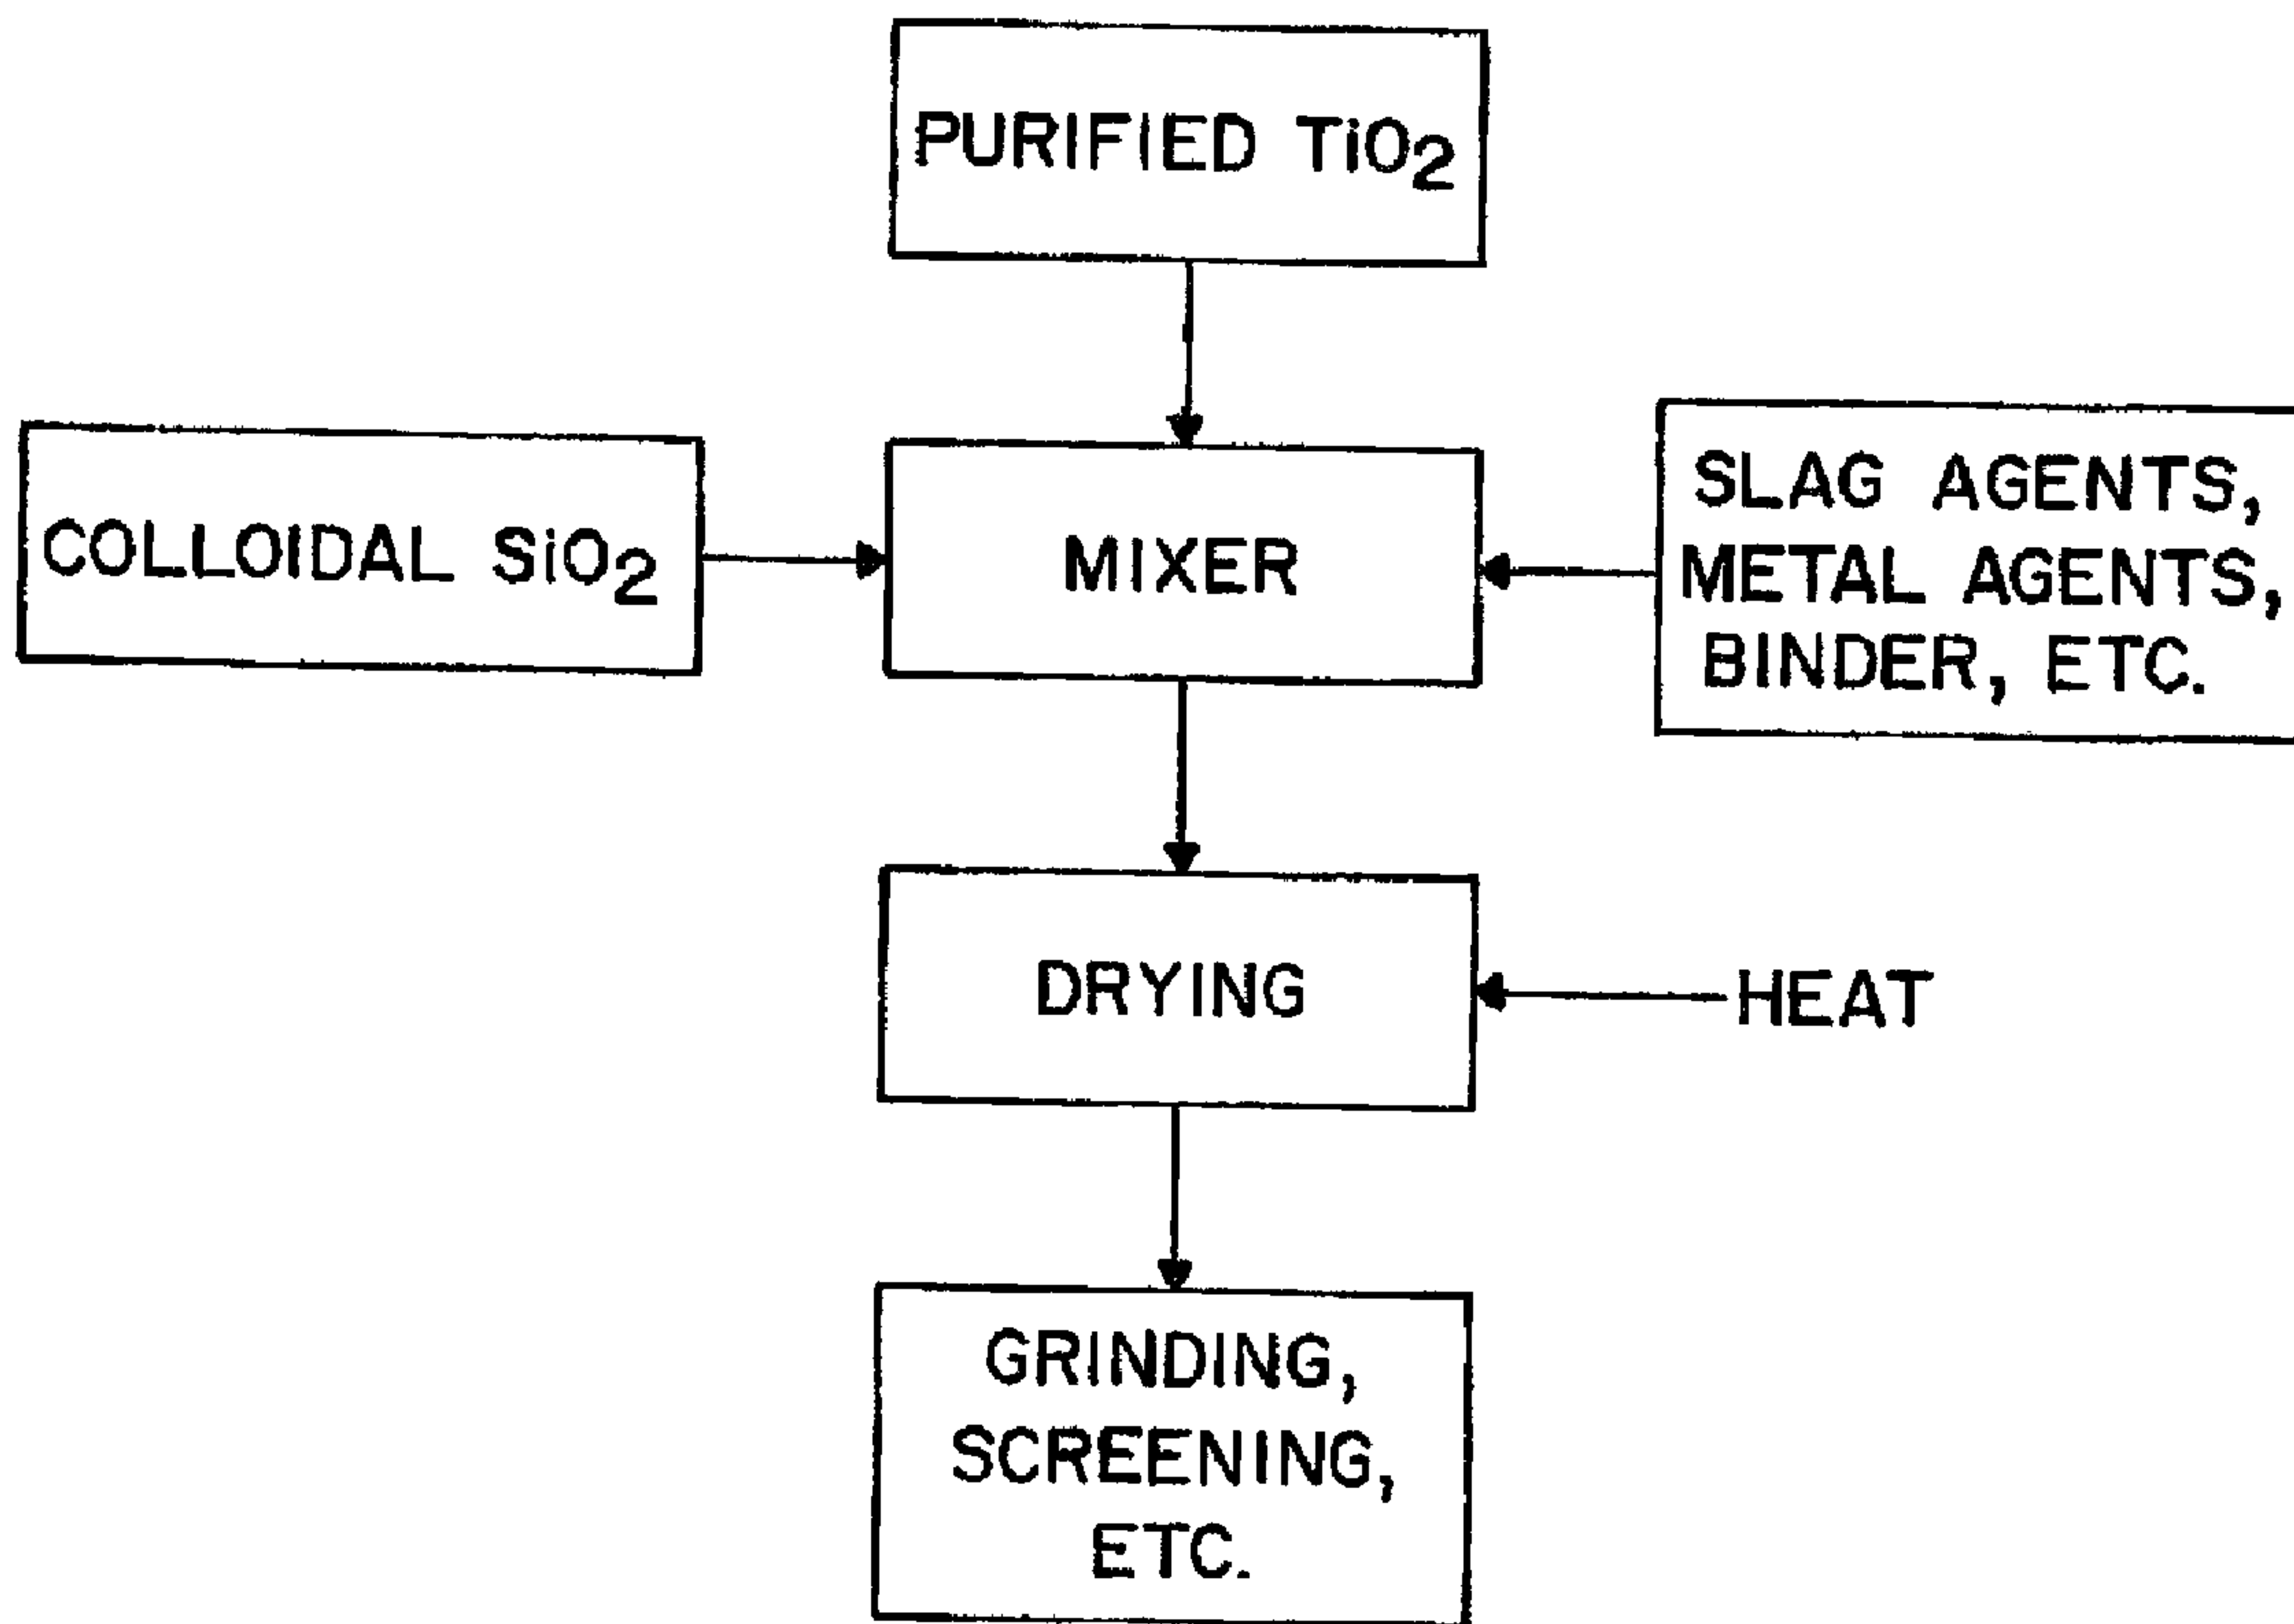 PURIFIED TiO2
COLLOIDAL SiO2
MIXER
SLAG AGENTS,
METAL AGENTS,
BINDER, ETC.
DRYING
HEAT
GRINDING,
SCREENING,
ETC.